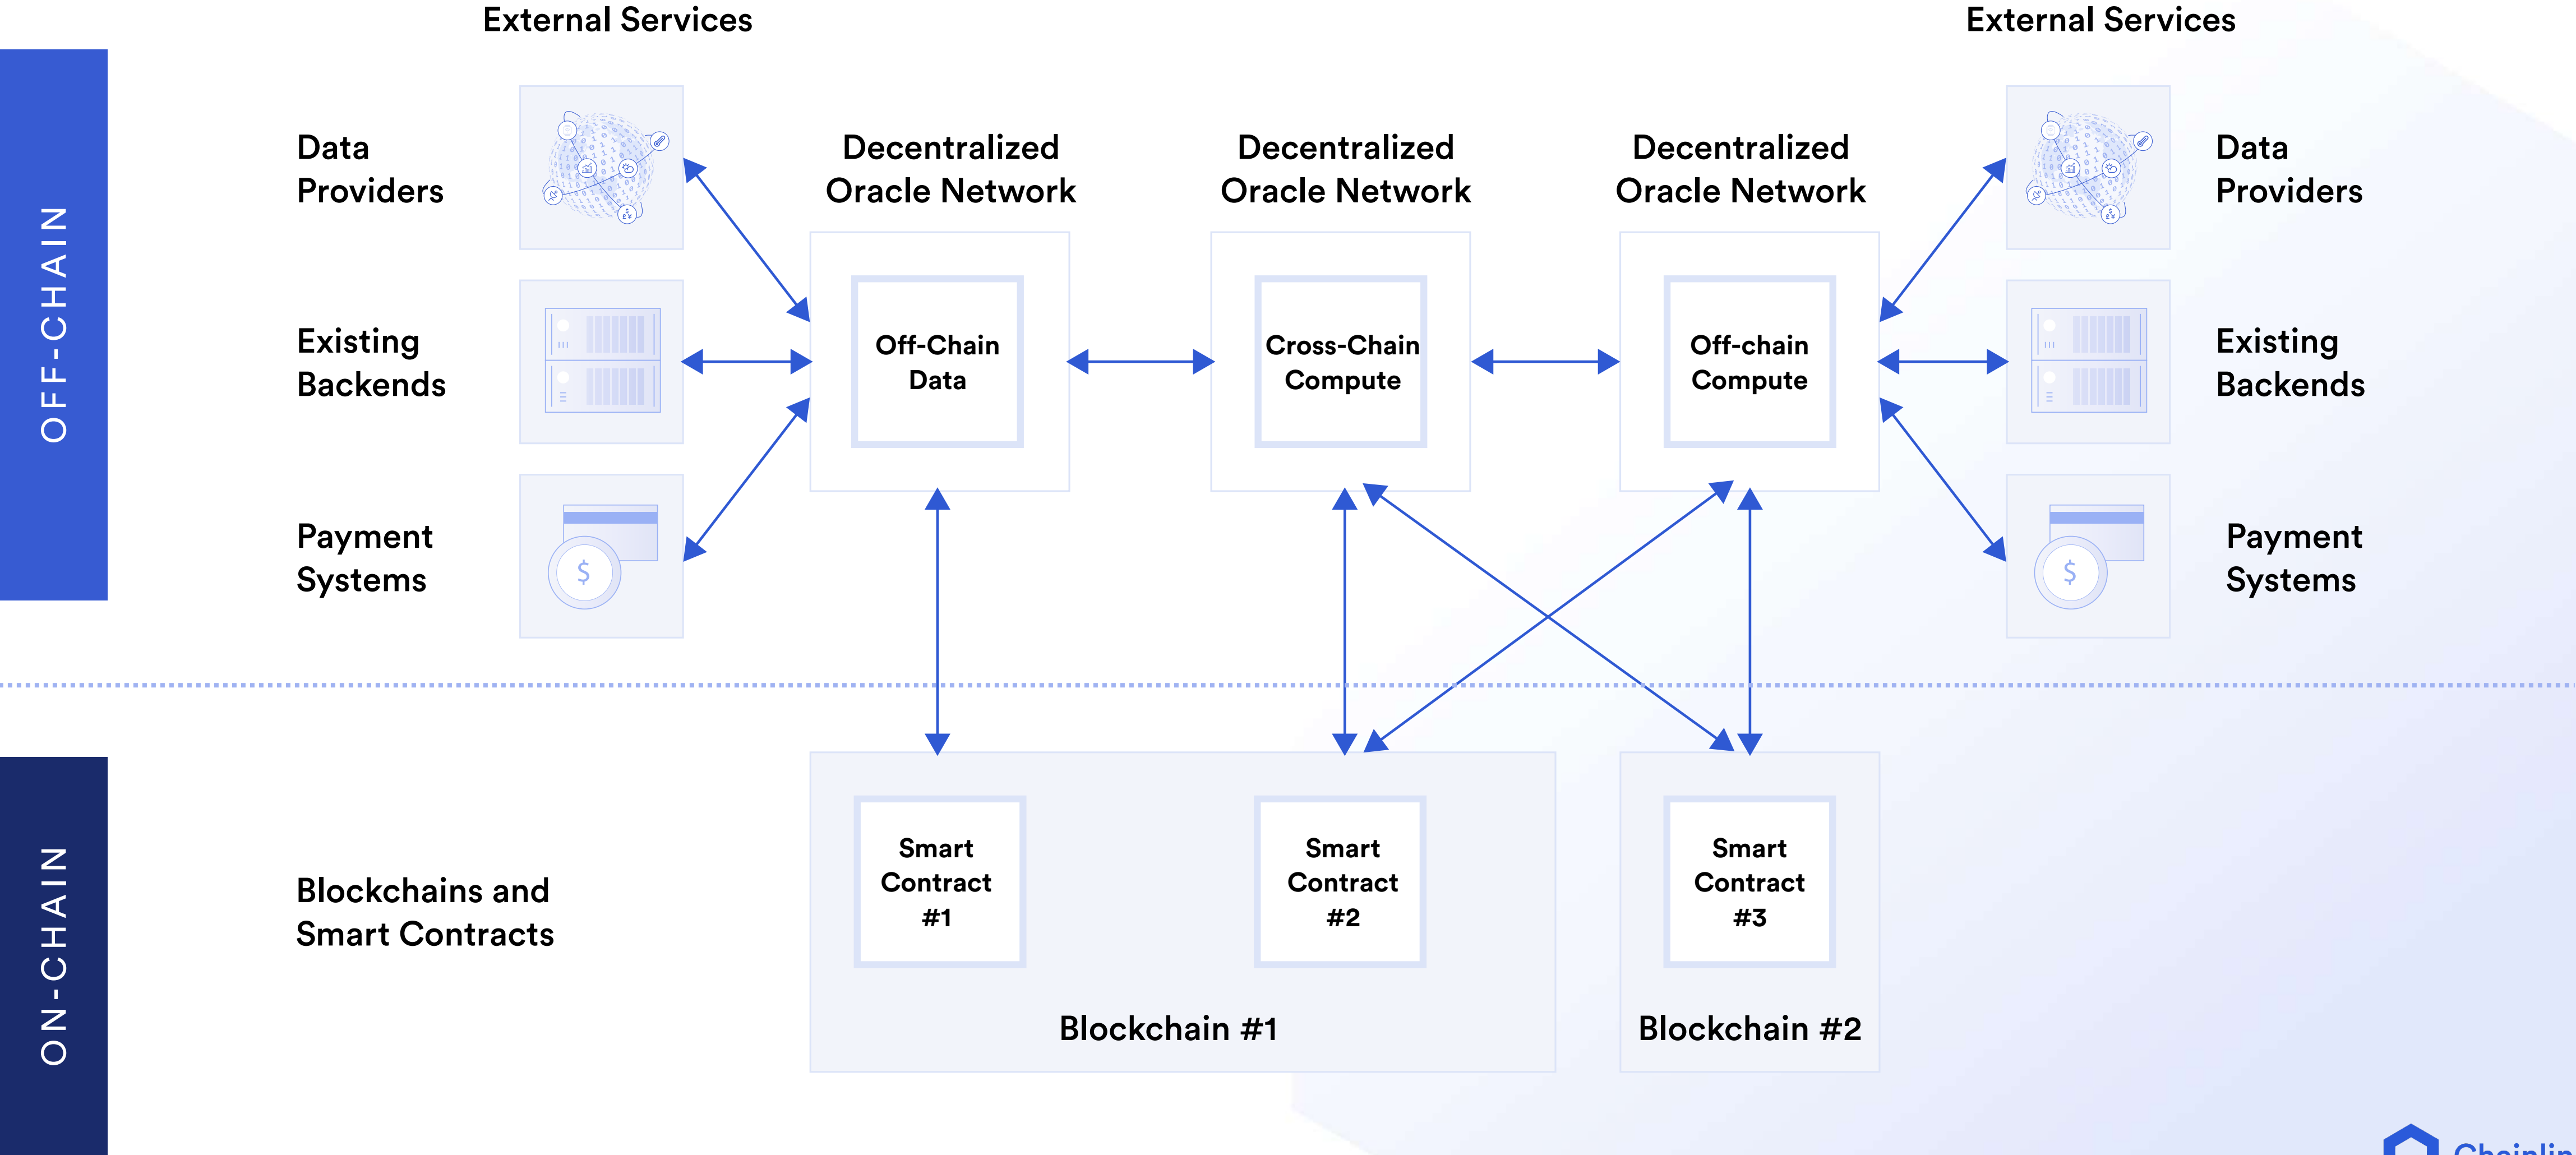 External Services
External Services
OFF-CHAIN
Data
Providers
Existing
Backends
Payment
Systems
Decentralized
Oracle Network
Off-Chain
Data
Decentralized
Oracle Network
Cross-Chain
Compute
Decentralized
Oracle Network
Off-chain
Compute
Data
Providers
Existing
Backends
Payment
Systems
$
$
ON-CHAIN
Blockchains and
Smart Contracts
Smart
Contract
#1
Smart
Contract
#2
Blockchain #1
Smart
Contract
#3
Blockchain #2